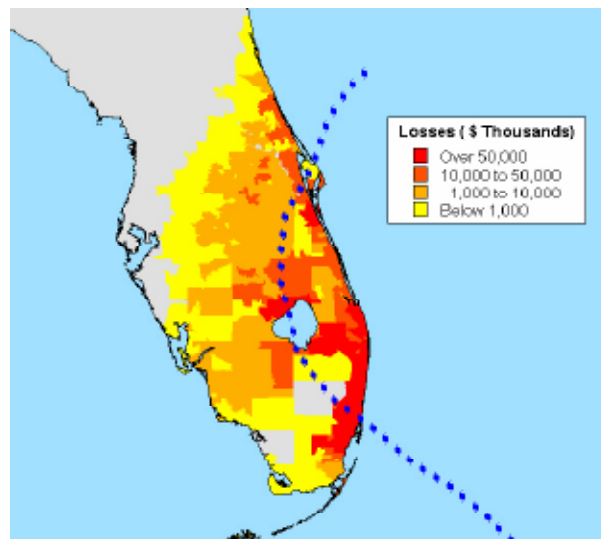 Losses ( $ Thousands)
Over 50,000
10,000 to 50,000
1,000 to 10,000
Below 1,000